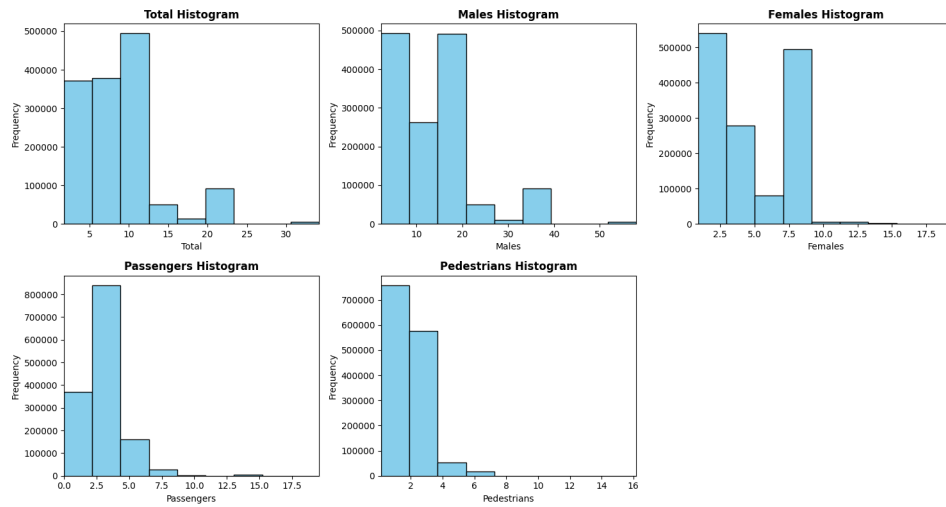 Total Histogram
500000
400000
300000
200000
100000
0
Frequency
5 10 15 20 25 30
Total
Males Histogram
500000
400000
300000
200000
100000
0
Frequency
10 20 30 40 50
Males
Females Histogram
500000
400000
300000
200000
100000
0
Frequency
2.5 5.0 7.5 10.0 12.5 15.0 17.5
Females
Passengers Histogram
800000
700000
600000
500000
400000
300000
200000
100000
0
Frequency
0.0 2.5 5.0 7.5 10.0 12.5 15.0 17.5
Passengers
Pedestrians Histogram
700000
600000
500000
400000
300000
200000
100000
0
Frequency
2 4 6 8 10 12 14 16
Pedestrians